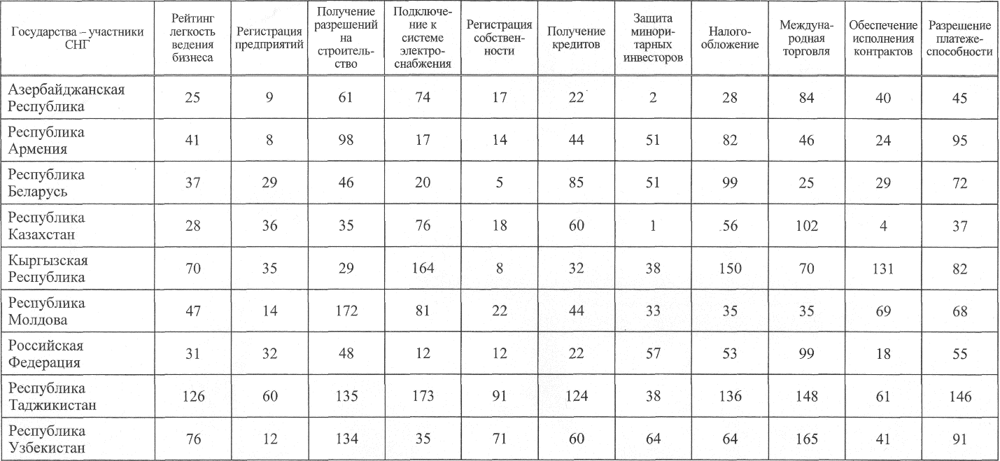 Государства – участники
СНГ
Рейтинг
легкость
ведения
бизнеса
Регистрация
предприятий
Получение
разрешений
на
строитель-
ство
Подключе-
ние к
системе
электро-
снабжения
Регистрация
собствен-
ности
Получение
кредитов
Защита
минори-
тарных
инвесторов
Налого-
обложение
Междуна-
родная
торговля
Обеспечение
исполнения
контрактов
Разрешение
платеже-
способности
Азербайджанская
Республика
25 9 61 74 17 22 2 28 84 40 45
Республика
Армения
41 8 98 17 14 44 51 82 46 24 95
Республика
Беларусь
37 29 46 20 5 85 51 99 25 29 72
Республика
Казахстан
28 36 35 76 18 60 1 56 102 4 37
Кыргызская
Республика
70 35 29 164 8 32 38 150 70 131 82
Республика
Молдова
47 14 172 81 22 44 33 35 35 69 68
Российская
Федерация
31 32 48 12 12 22 57 53 99 18 55
Республика
Таджикистан
126 60 135 173 91 124 38 136 148 61 146
Республика
Узбекистан
76 12 134 35 71 60 64 64 165 41 91